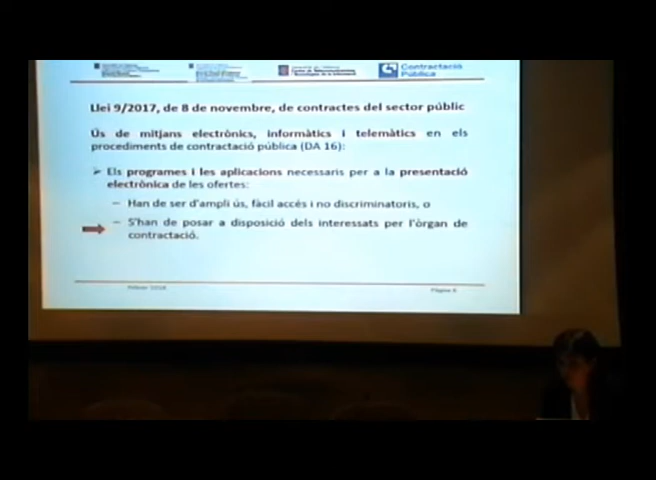 Contractació
Pública
Llei 9/2017, de 8 de novembre, de contractes del sector públic
Ús de mitjans electrònics, informàtics i telemàtics en els
procediments de contractació pública (DA 16):
➢ Els programes i les aplicacions necessaris per a la presentació
electrònica de les ofertes:
– Han de ser d'ampli ús, fàcil accés i no discriminatoris, o
– S'han de posar a disposició dels interessats per l'òrgan de
contractació.